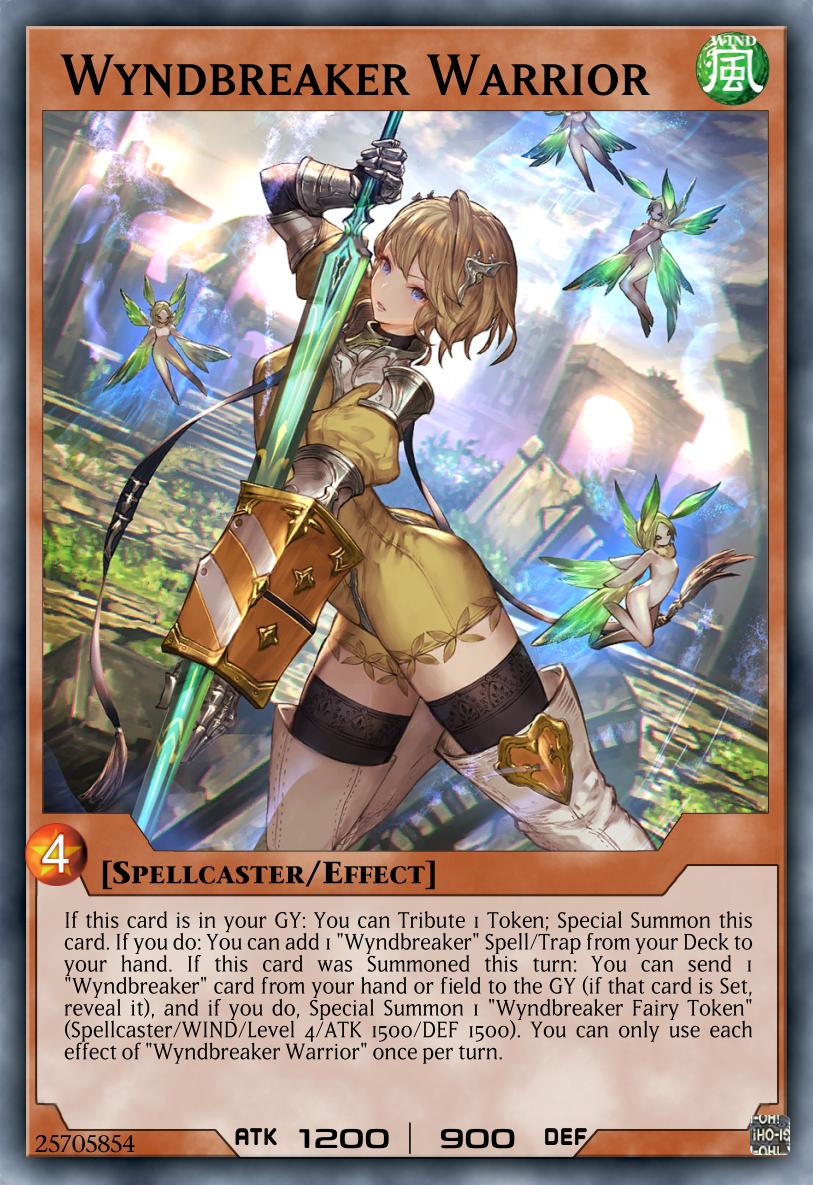 Wyndbreaker Warrior
WIND
風
4
[Spellcaster/Effect]
If this card is in your GY: You can Tribute 1 Token; Special Summon this
card. If you do: You can add 1 "Wyndbreaker" Spell/Trap from your Deck to
your hand. If this card was Summoned this turn: You can send 1
"Wyndbreaker" card from your hand or field to the GY (if that card is Set,
reveal it), and if you do, Special Summon 1 "Wyndbreaker Fairy Token"
(Spellcaster/WIND/Level 4/ATK 1500/DEF 1500). You can only use each
effect of "Wyndbreaker Warrior" once per turn.
25705854
ATK 1200 | 900 DEF